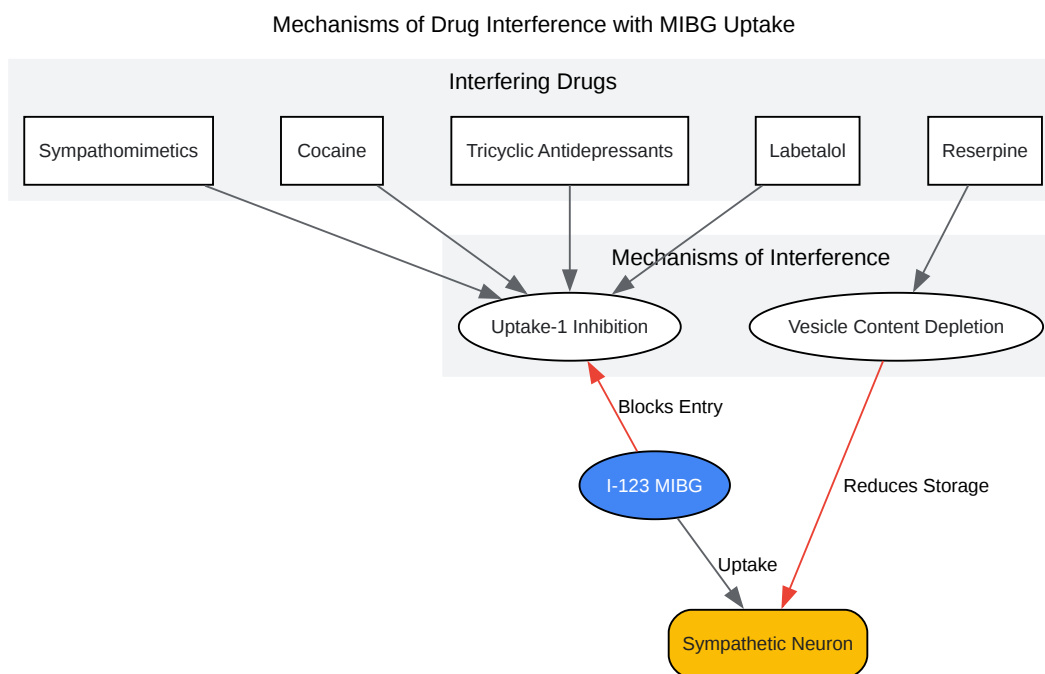 Mechanisms of Drug Interference with MIBG Uptake
Interfering Drugs
Sympathomimetics
Cocaine
Tricyclic Antidepressants
Labetalol
Reserpine
Mechanisms of Interference
Uptake-1 Inhibition
Vesicle Content Depletion
Blocks Entry
I-123 MIBG
Reduces Storage
Uptake
Sympathetic Neuron